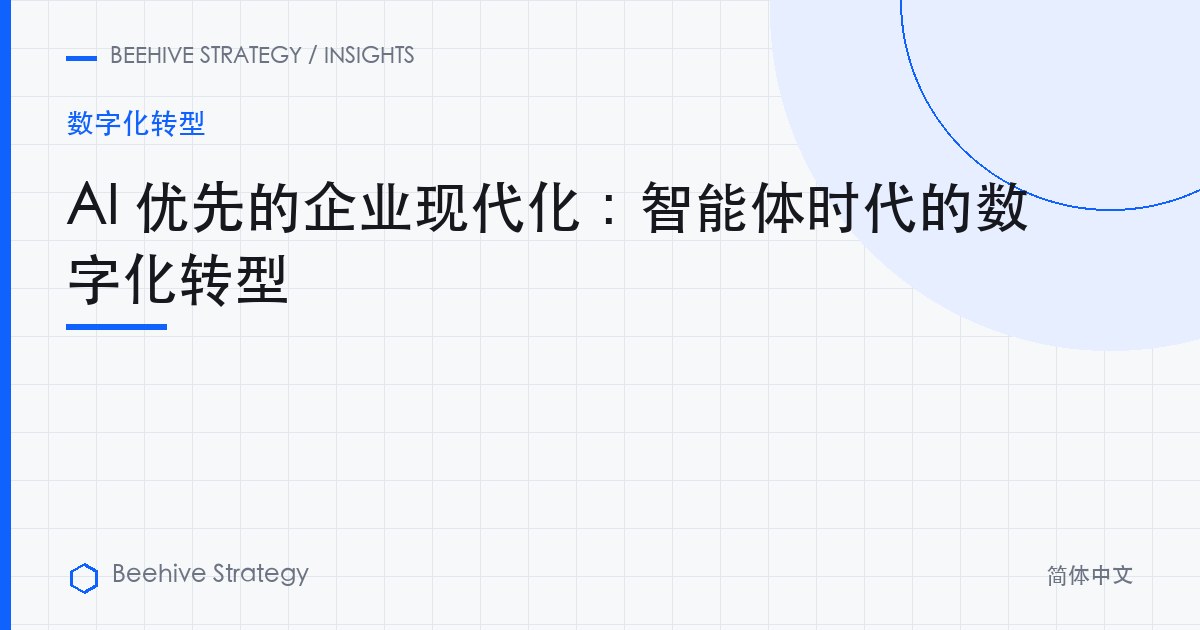 BEEHIVE STRATEGY / INSIGHTS
数字化转型
AI 优先的企业现代化：智能体时代的数
字化转型
Beehive Strategy
简体中文